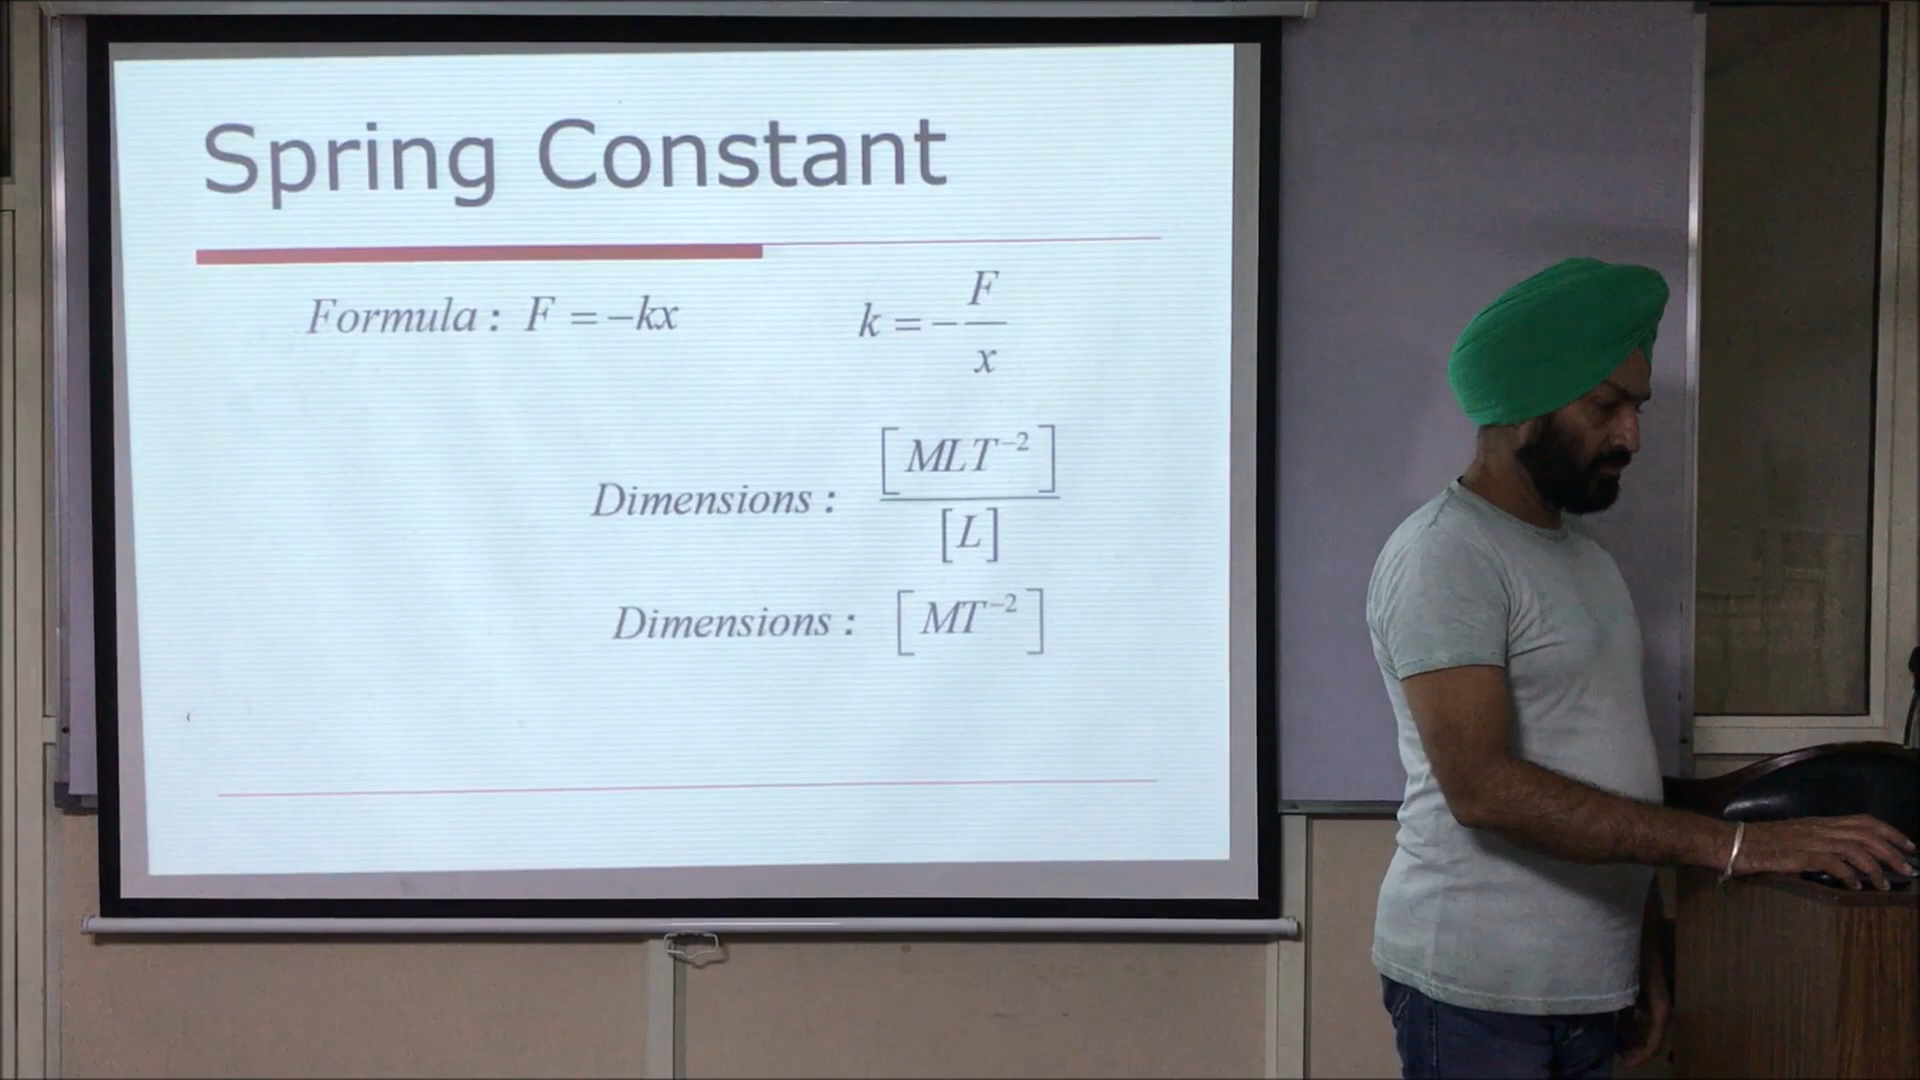 Spring Constant
Formula : F = −kx
k = −F/x
Dimensions : [MLT⁻²]/[L]
Dimensions : [MT⁻²]